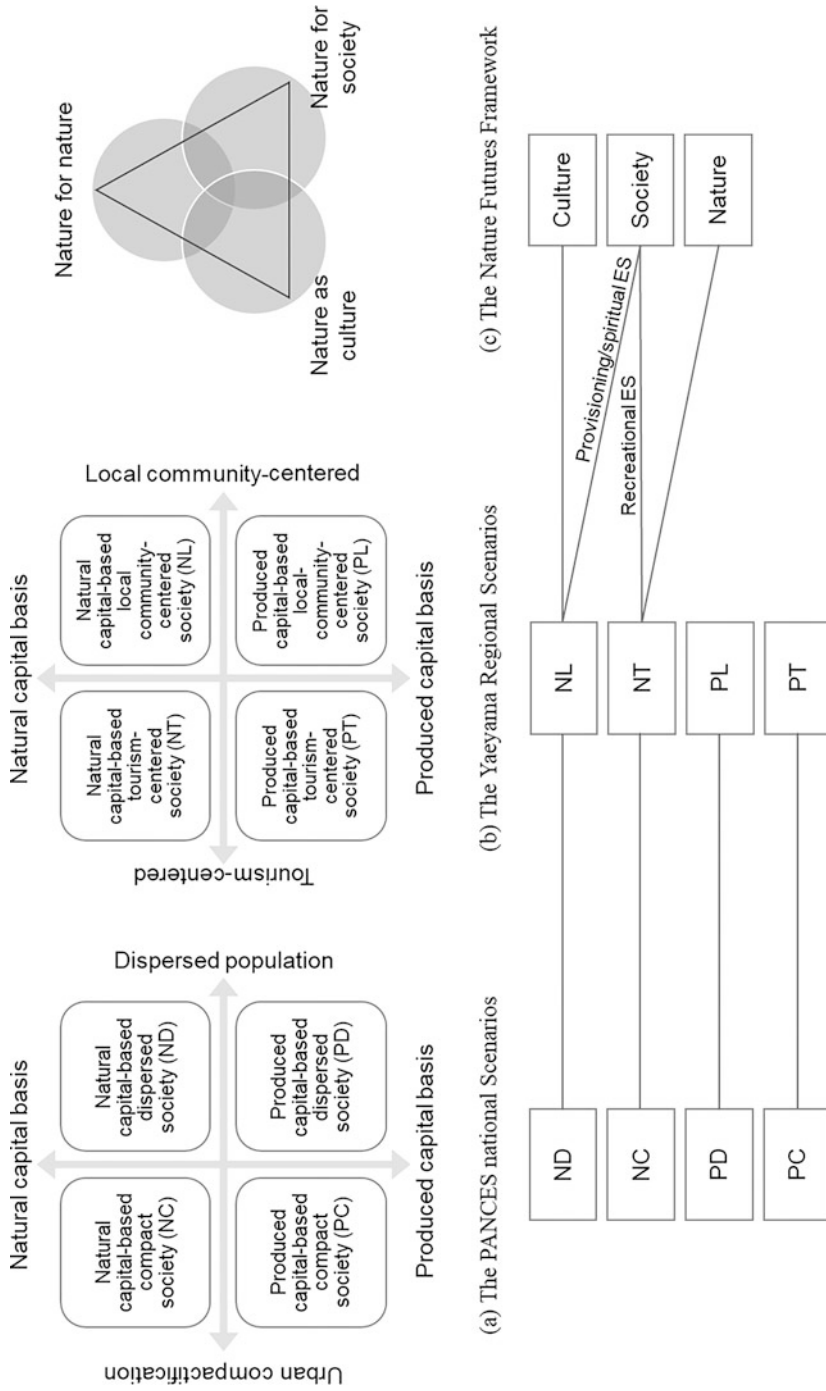 Natural capital basis
Urban compactification
Dispersed population
Natural
capital-based
compact
society (NC)
Natural
capital-based
dispersed
society (ND)
Produced
capital-based
compact
society (PC)
Produced
capital-based
dispersed
society (PD)
Produced capital basis
(a) The PANCES national Scenarios
Natural capital basis
Tourism-centered
Local community-centered
Natural
capital-based
tourism-
centered
society (NT)
Natural
capital-based
local
community-
centered
society (NL)
Produced
capital-based
tourism-
centered
society (PT)
Produced
capital-based
local-
community-
centered
society (PL)
Produced capital basis
(b) The Yaeyama Regional Scenarios
Nature for nature
Nature as
culture
Nature for
society
(c) The Nature Futures Framework
ND
NC
PD
PC
NL
NT
PL
PT
Provisioning/spiritual ES
Recreational ES
Culture
Society
Nature